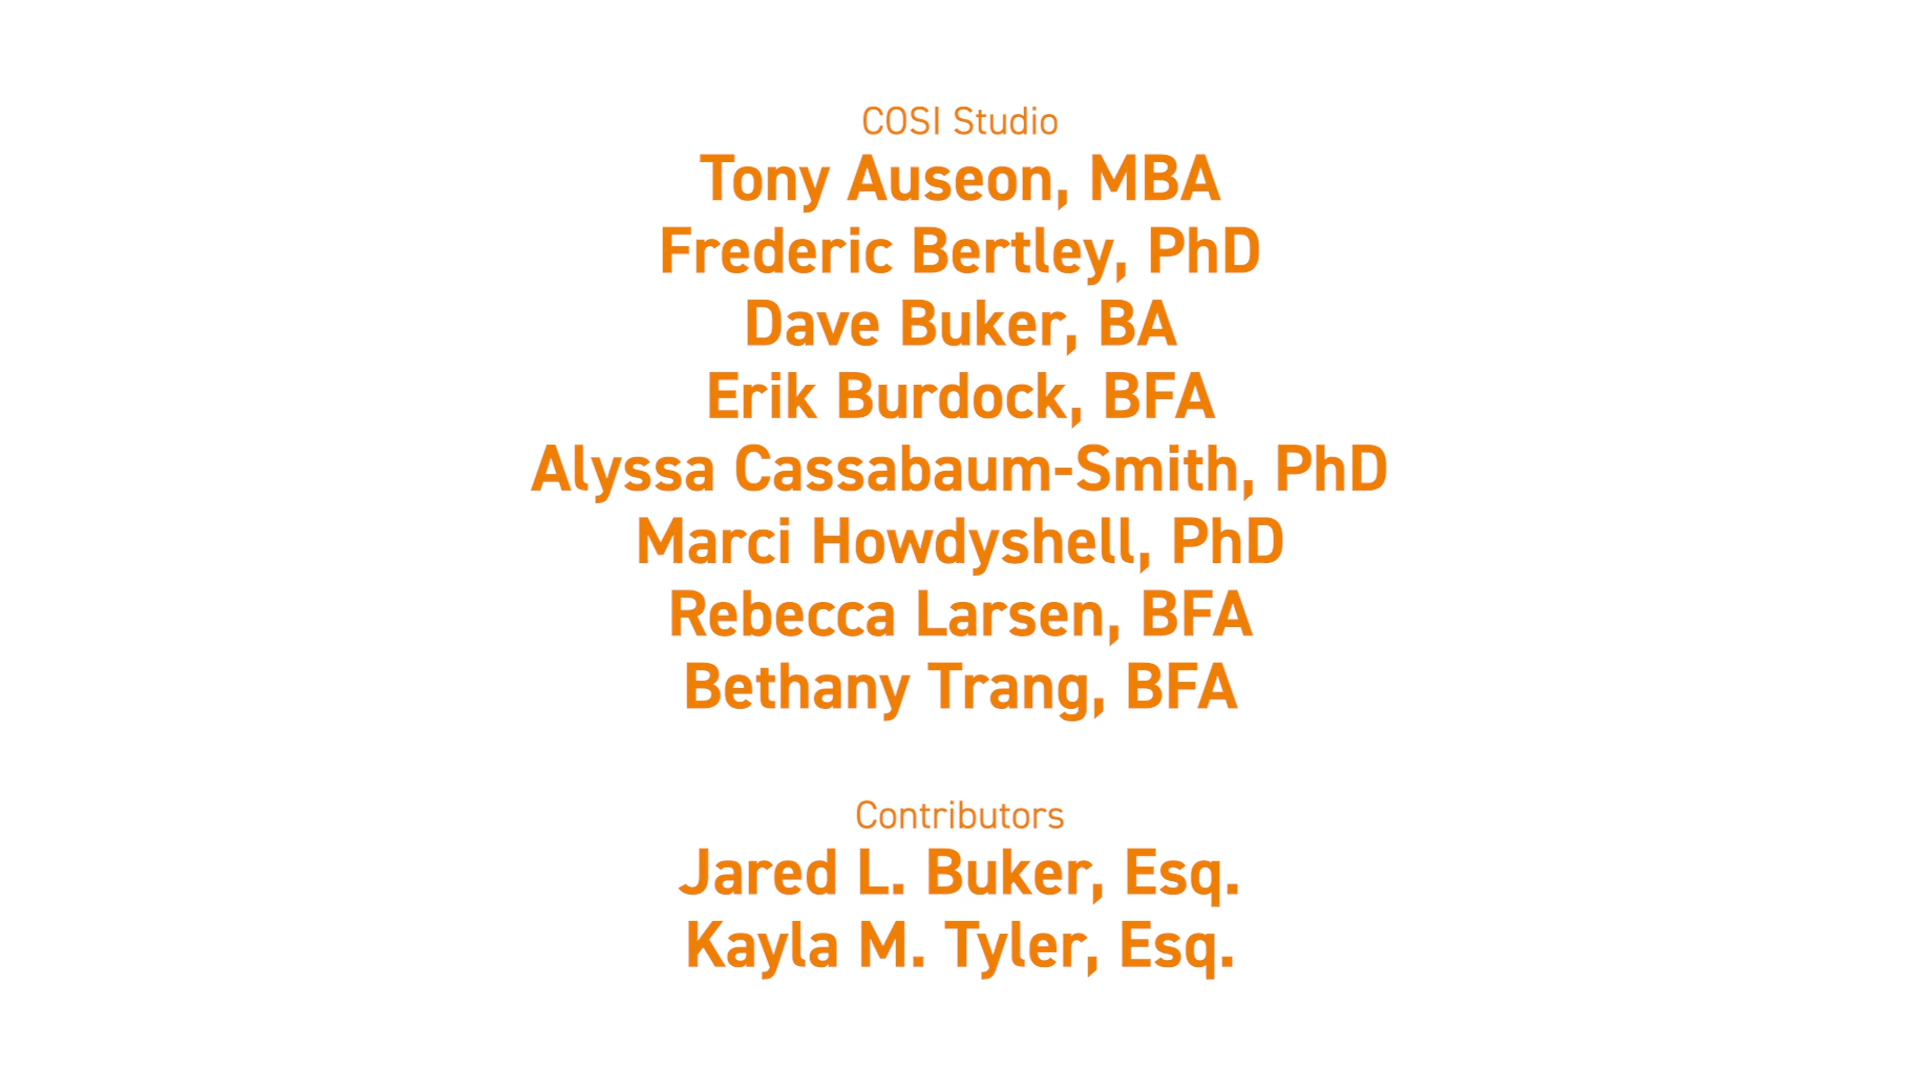 COSI Studio
Tony Auseon, MBA
Frederic Bertley, PhD
Dave Buker, BA
Erik Burdock, BFA
Alyssa Cassabaum-Smith, PhD
Marci Howdyshell, PhD
Rebecca Larsen, BFA
Bethany Trang, BFA
Contributors
Jared L. Buker, Esq.
Kayla M. Tyler, Esq.